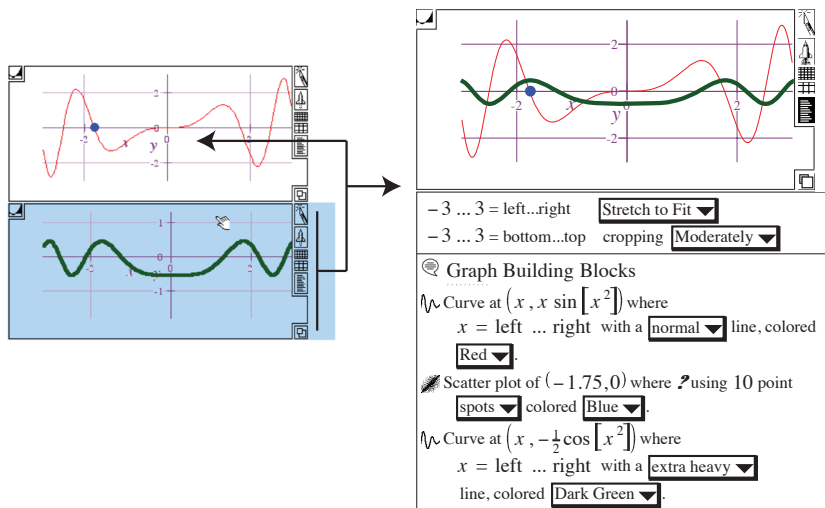 2
-2
0
2
x
y
-2
1
-2
0
2
x
y
-1
2
-2
0
0
2
x
y
-2
− 3 ... 3 = left...right Stretch to Fit
− 3 ... 3 = bottom...top cropping Moderately
Graph Building Blocks
Curve at (x , x sin [x²]) where
x = left ... right with a normal line, colored
Red .
Scatter plot of (−1.75,0) where ? using 10 point
spots colored Blue .
Curve at (x , −½cos [x²]) where
x = left ... right with a extra heavy
line, colored Dark Green .